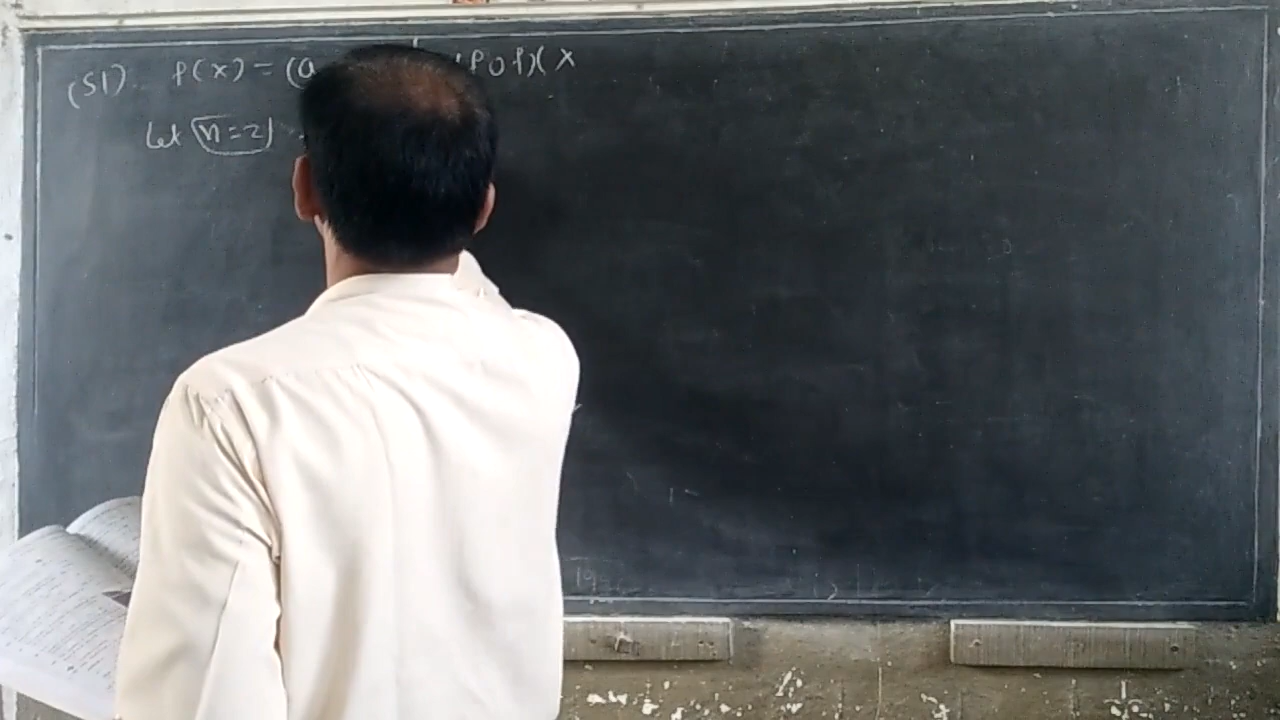 (51) f(x) = (a (fof)(x
Let n=2